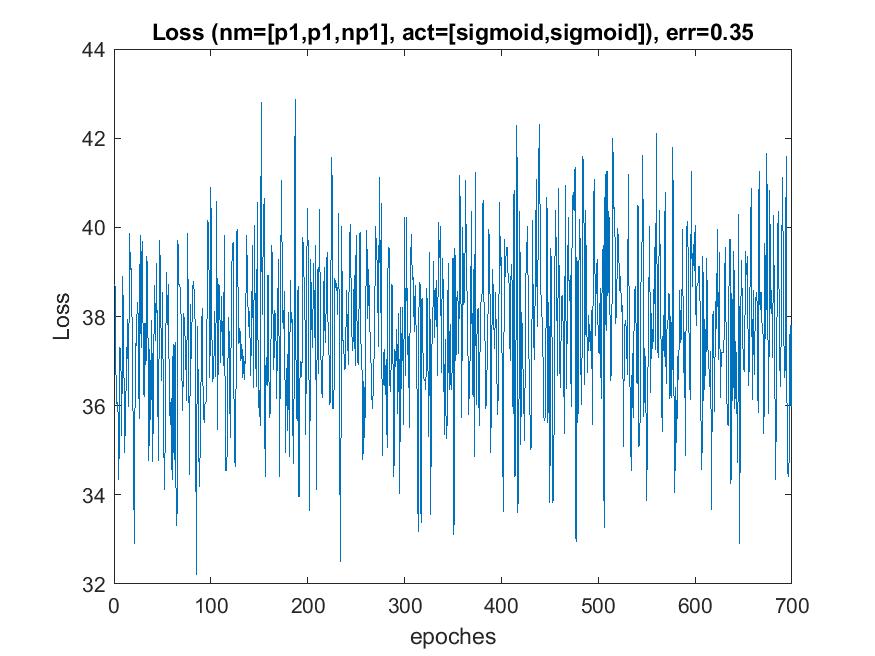 Loss (nm=[p1,p1,np1], act=[sigmoid,sigmoid]), err=0.35
44
42
40
38
36
34
32
Loss
0 100 200 300 400 500 600 700
epoches